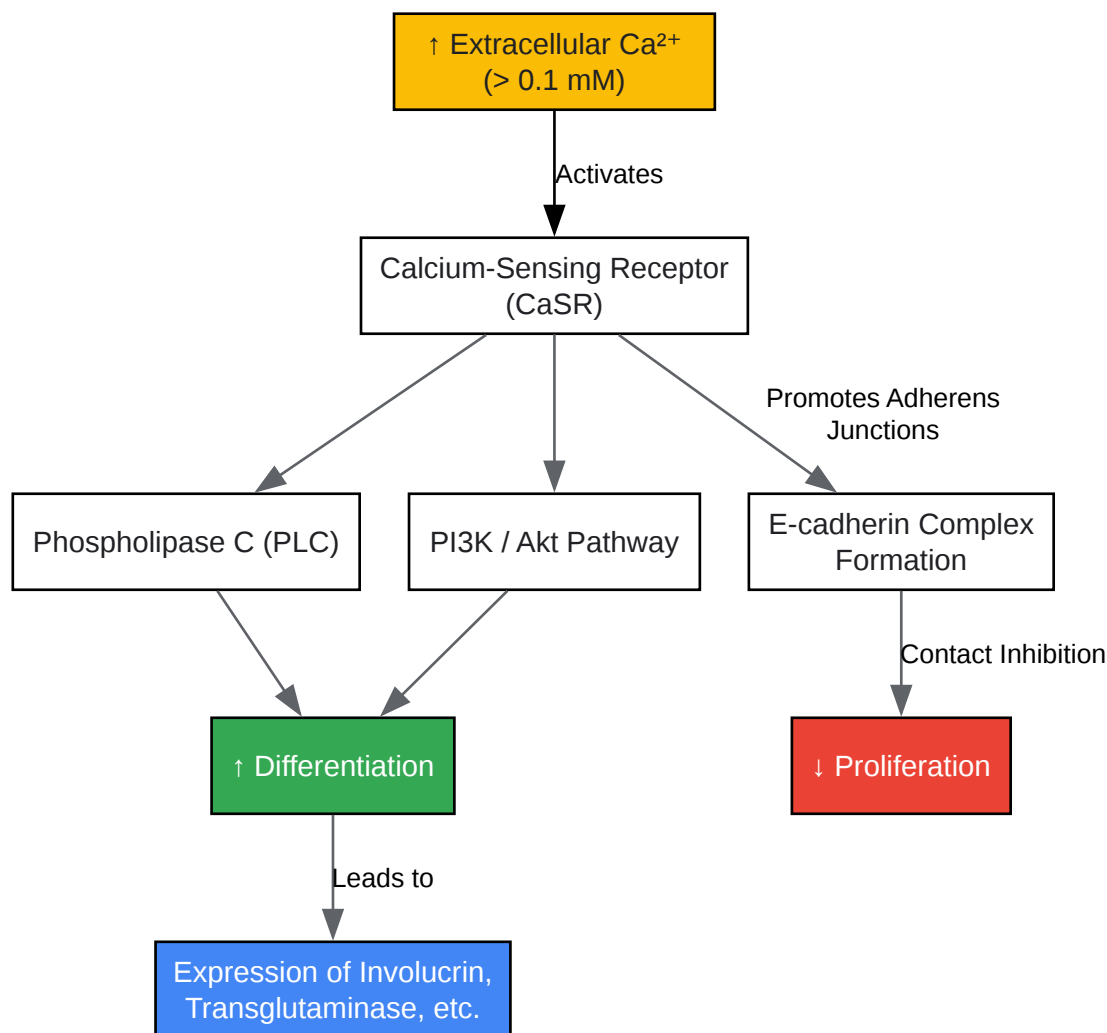 ↑ Extracellular Ca²⁺
(> 0.1 mM)
Activates
Calcium-Sensing Receptor
(CaSR)
Promotes Adherens
Junctions
Phospholipase C (PLC)
PI3K / Akt Pathway
E-cadherin Complex
Formation
Contact Inhibition
↑ Differentiation
↓ Proliferation
Leads to
Expression of Involucrin,
Transglutaminase, etc.